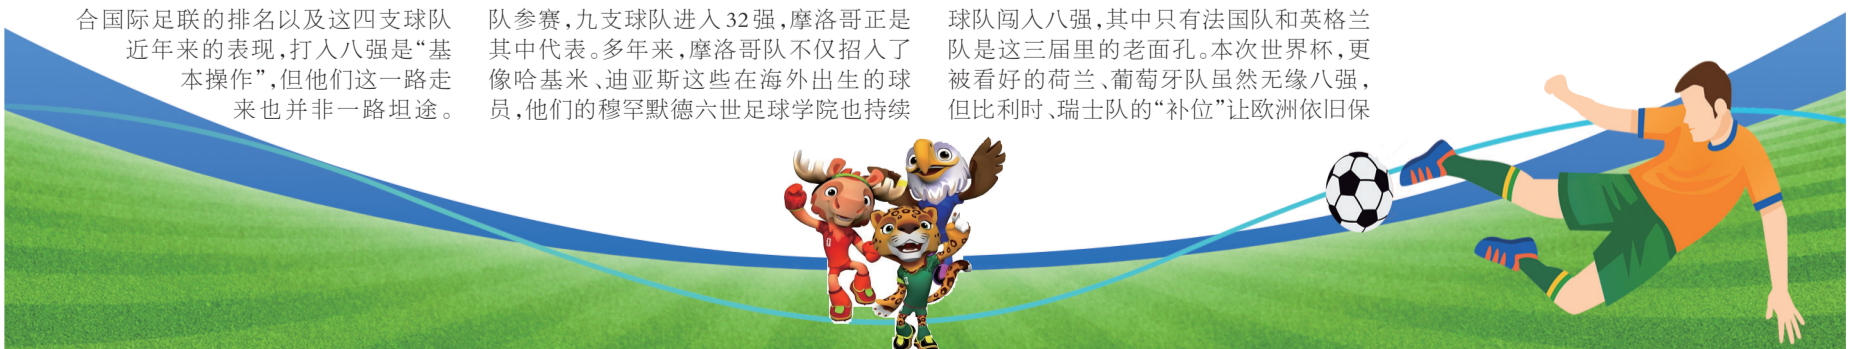 合国际足联的排名以及这四支球队
近年来的表现，打入八强是“基
本操作”，但他们这一路走
来也并非一路坦途。
队参赛，九支球队进入32强，摩洛哥正是
其中代表。多年来，摩洛哥队不仅招入了
像哈基米、迪亚斯这些在海外出生的球
员，他们的穆罕默德六世足球学院也持续
球队闯入八强，其中只有法国队和英格兰
队是这三届里的老面孔。本次世界杯，更
被看好的荷兰、葡萄牙队虽然无缘八强，
但比利时、瑞士队的“补位”让欧洲依旧保